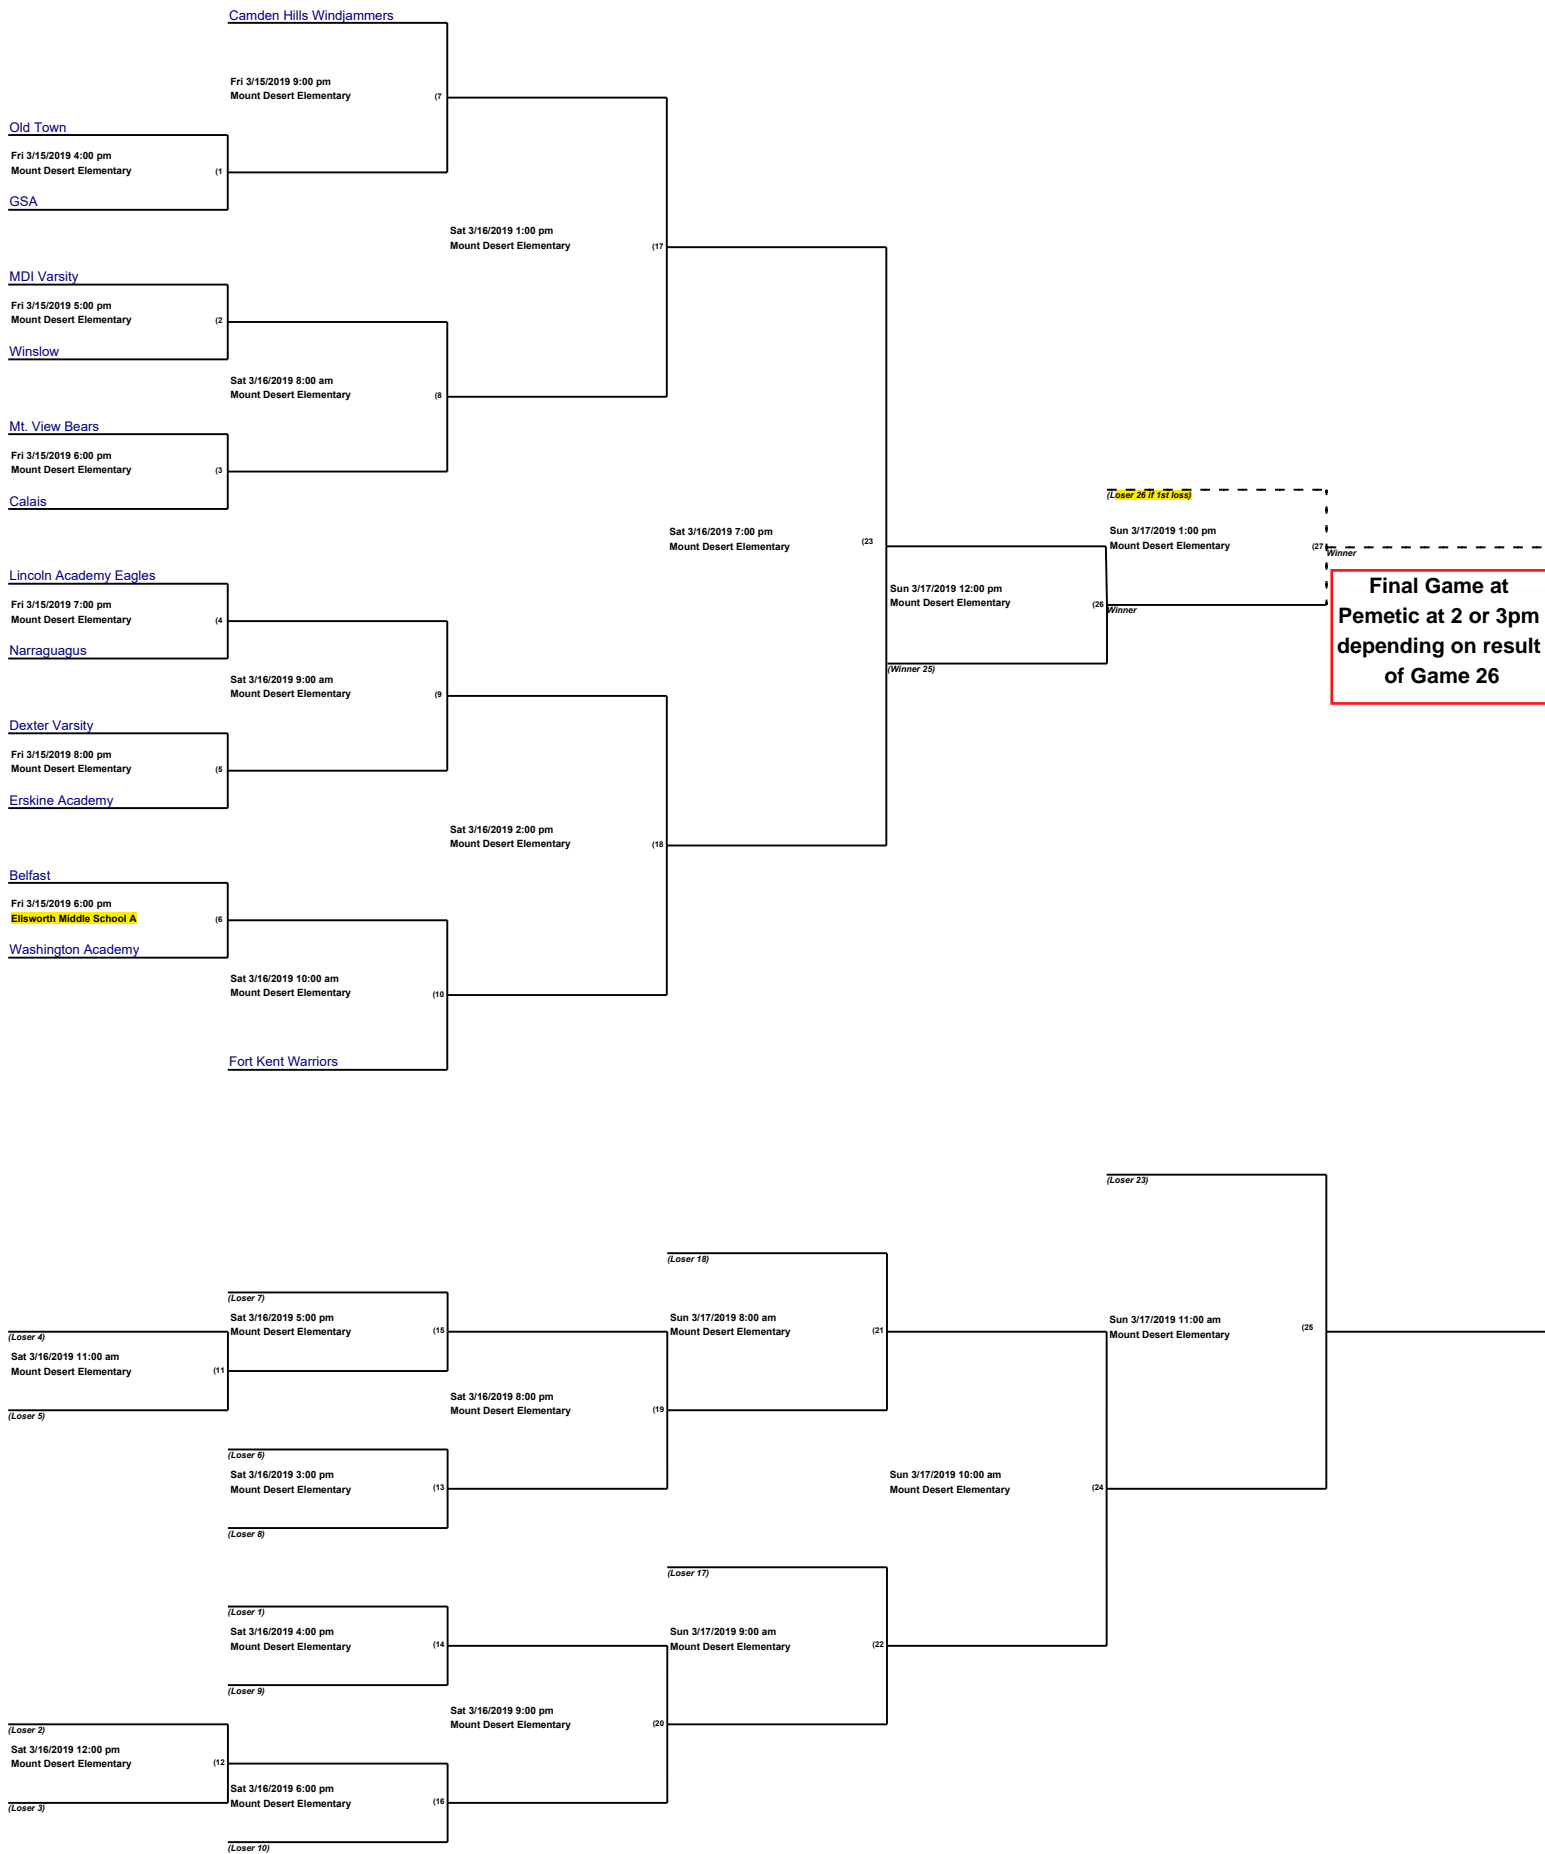 Camden Hills Windjammers
Fri 3/15/2019 9:00 pm
Mount Desert Elementary
(7
Old Town
Fri 3/15/2019 4:00 pm
Mount Desert Elementary
(1
GSA
Sat 3/16/2019 1:00 pm
Mount Desert Elementary
(17
MDI Varsity
Fri 3/15/2019 5:00 pm
Mount Desert Elementary
(2
Winslow
Sat 3/16/2019 8:00 am
Mount Desert Elementary
(8
Mt. View Bears
Fri 3/15/2019 6:00 pm
Mount Desert Elementary
(3
Calais
(Loser 26 if 1st loss)
Sat 3/16/2019 7:00 pm
Mount Desert Elementary
(23
Sun 3/17/2019 1:00 pm
Mount Desert Elementary
(27
Winner
Lincoln Academy Eagles
Fri 3/15/2019 7:00 pm
Mount Desert Elementary
(4
Narraguagus
Sun 3/17/2019 12:00 pm
Mount Desert Elementary
(26
Winner
Final Game at
Pemetic at 2 or 3pm
depending on result
of Game 26
(Winner 25)
Sat 3/16/2019 9:00 am
Mount Desert Elementary
(9
Dexter Varsity
Fri 3/15/2019 8:00 pm
Mount Desert Elementary
(5
Erskine Academy
Sat 3/16/2019 2:00 pm
Mount Desert Elementary
(18
Belfast
Fri 3/15/2019 6:00 pm
Ellsworth Middle School A
(6
Washington Academy
Sat 3/16/2019 10:00 am
Mount Desert Elementary
(10
Fort Kent Warriors
(Loser 23)
(Loser 18)
(Loser 7)
Sat 3/16/2019 5:00 pm
Mount Desert Elementary
(15
Sun 3/17/2019 8:00 am
Mount Desert Elementary
(21
Sun 3/17/2019 11:00 am
Mount Desert Elementary
(25
(Loser 4)
Sat 3/16/2019 11:00 am
Mount Desert Elementary
(11
(Loser 5)
Sat 3/16/2019 8:00 pm
Mount Desert Elementary
(19
(Loser 6)
Sat 3/16/2019 3:00 pm
Mount Desert Elementary
(13
(Loser 8)
Sun 3/17/2019 10:00 am
Mount Desert Elementary
(24
(Loser 17)
(Loser 1)
Sat 3/16/2019 4:00 pm
Mount Desert Elementary
(14
(Loser 9)
Sun 3/17/2019 9:00 am
Mount Desert Elementary
(22
Sat 3/16/2019 9:00 pm
Mount Desert Elementary
(20
(Loser 2)
Sat 3/16/2019 12:00 pm
Mount Desert Elementary
(12
(Loser 3)
Sat 3/16/2019 6:00 pm
Mount Desert Elementary
(16
(Loser 10)